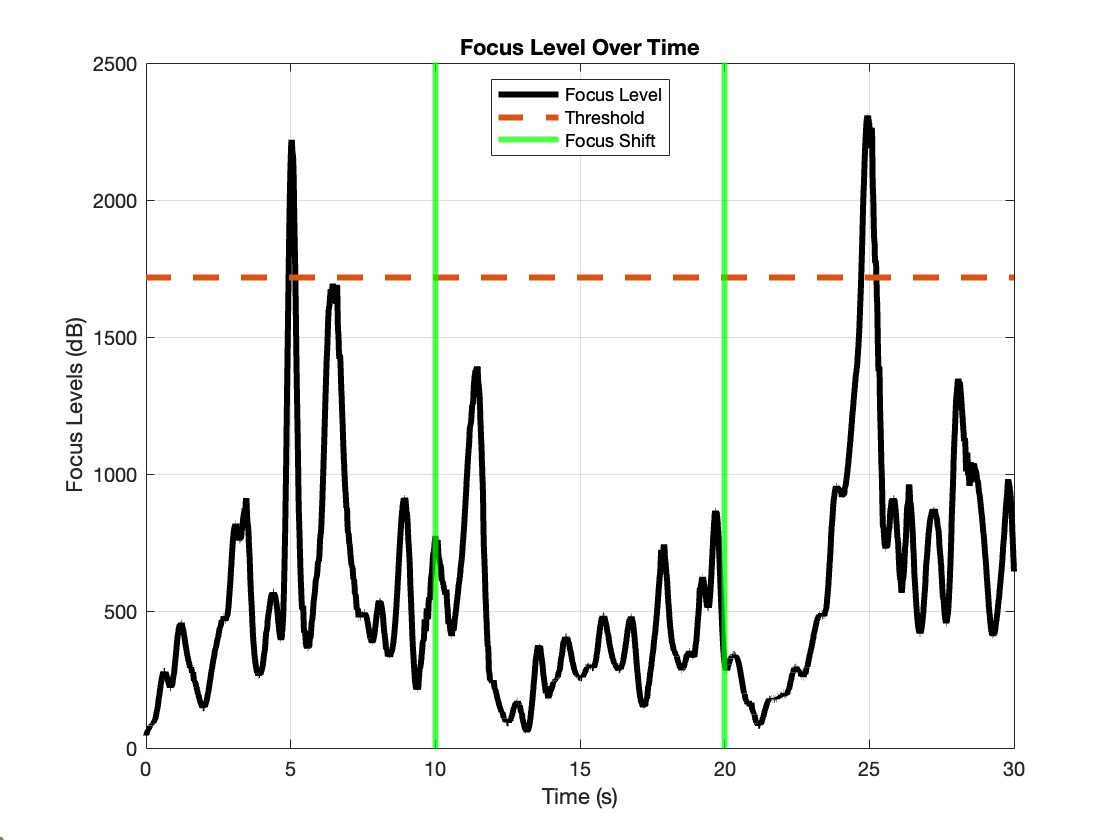 Focus Level Over Time
2500
2000
1500
1000
500
0
Focus Levels (dB)
Focus Level
Threshold
Focus Shift
0 5 10 15 20 25 30
Time (s)